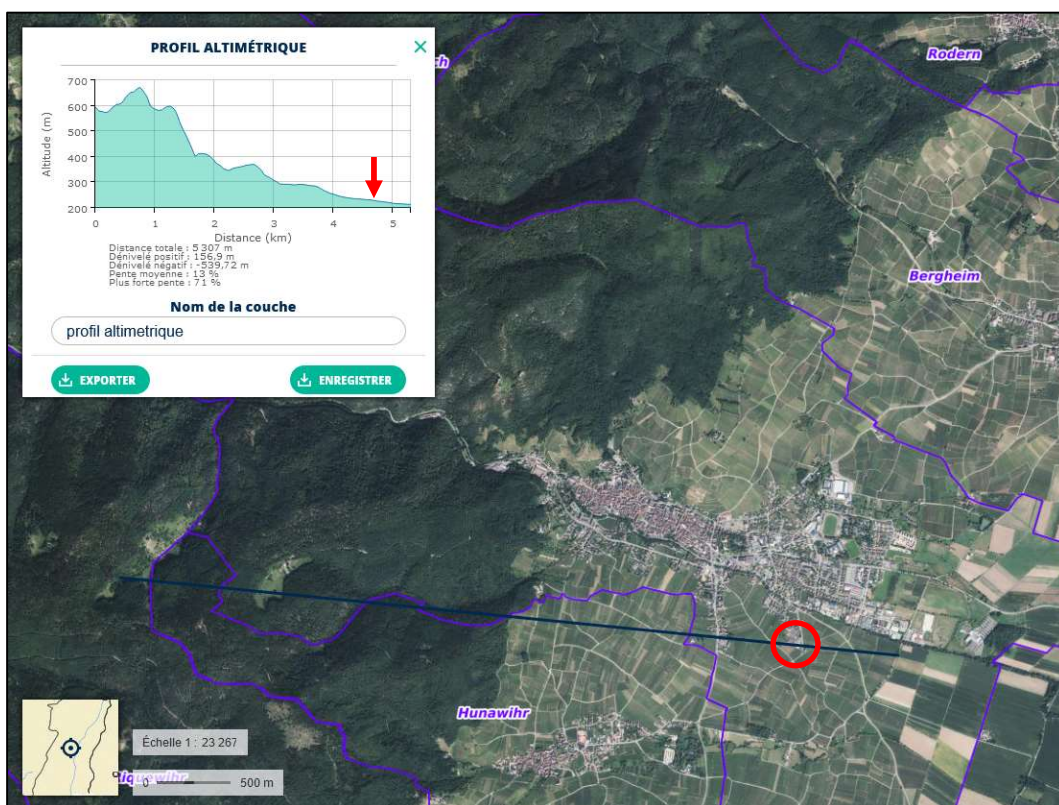 PROFIL ALTIMÉTRIQUE
700
600
500
400
300
200
Altitude (m)
0 1 2 3 4 5
Distance (km)
Distance totale : 5 307 m
Dénivelé positif : 156,9 m
Dénivelé négatif : -539,72 m
Pente moyenne : 13 %
Plus forte pente : 71 %
Nom de la couche
profil altimetrique
EXPORTER
ENREGISTRER
ch
Rodern
Bergheim
Hunawihr
Échelle 1 : 23 267
0 500 m
iquewihr